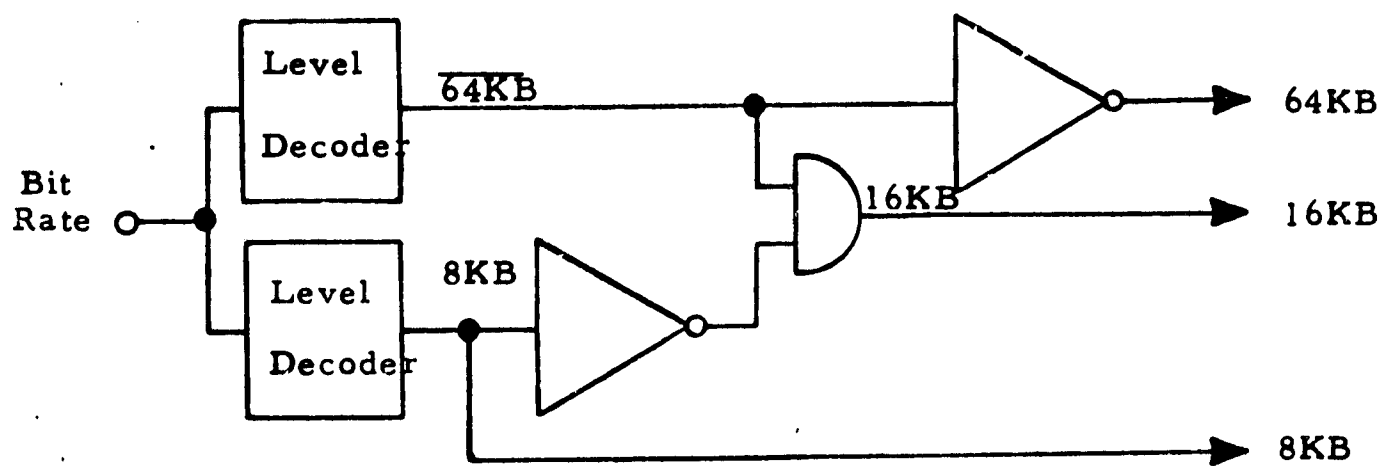 Level
Decoder
64KB
64KB
Bit
Rate
16KB
16KB
Level
Decoder
8KB
8KB